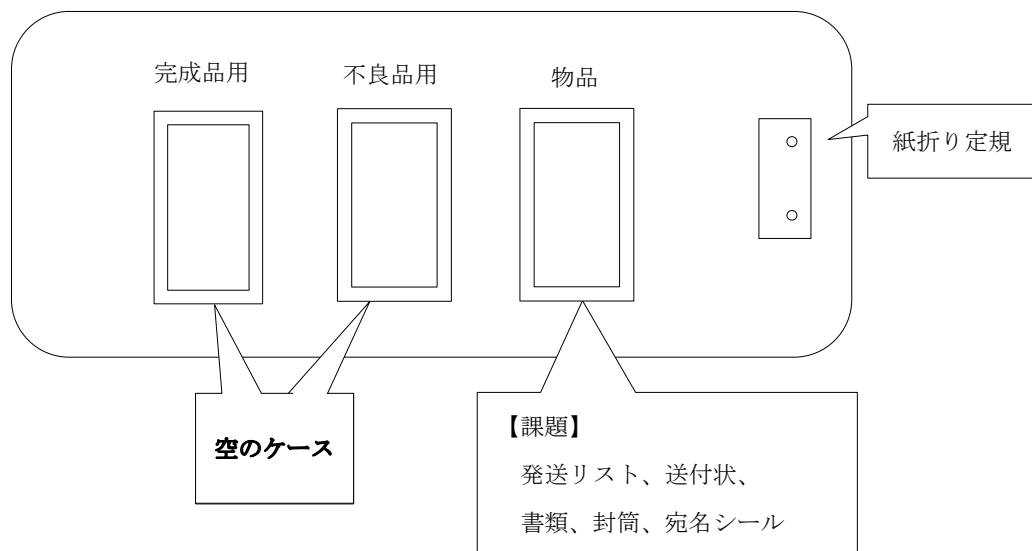 完成品用
不良品用
物品
紙折り定規
空のケース
【課題】
発送リスト、送付状、
書類、封筒、宛名シール